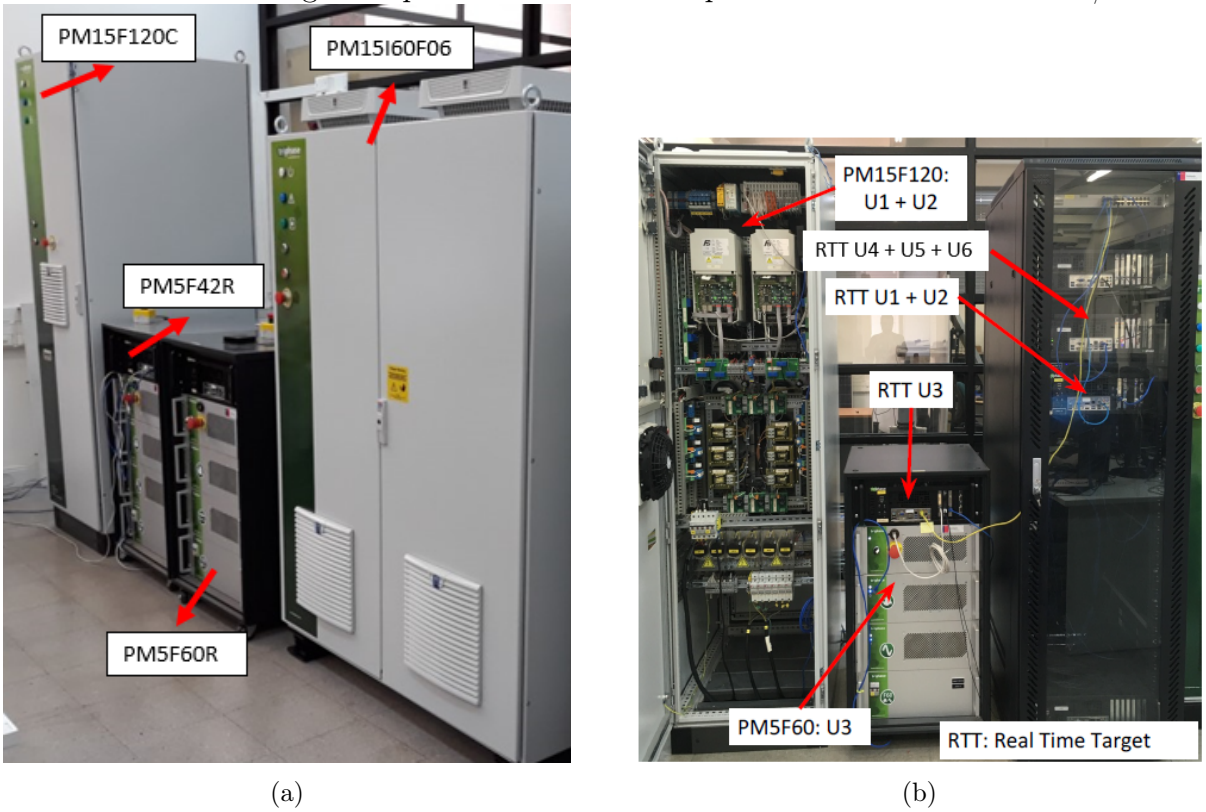 PM15F120C
PM15I60F06
PM5F42R
PM5F60R
(a)
PM15F120:
U1 + U2
RTT U4 + U5 + U6
RTT U1 + U2
RTT U3
PM5F60: U3
RTT: Real Time Target
(b)